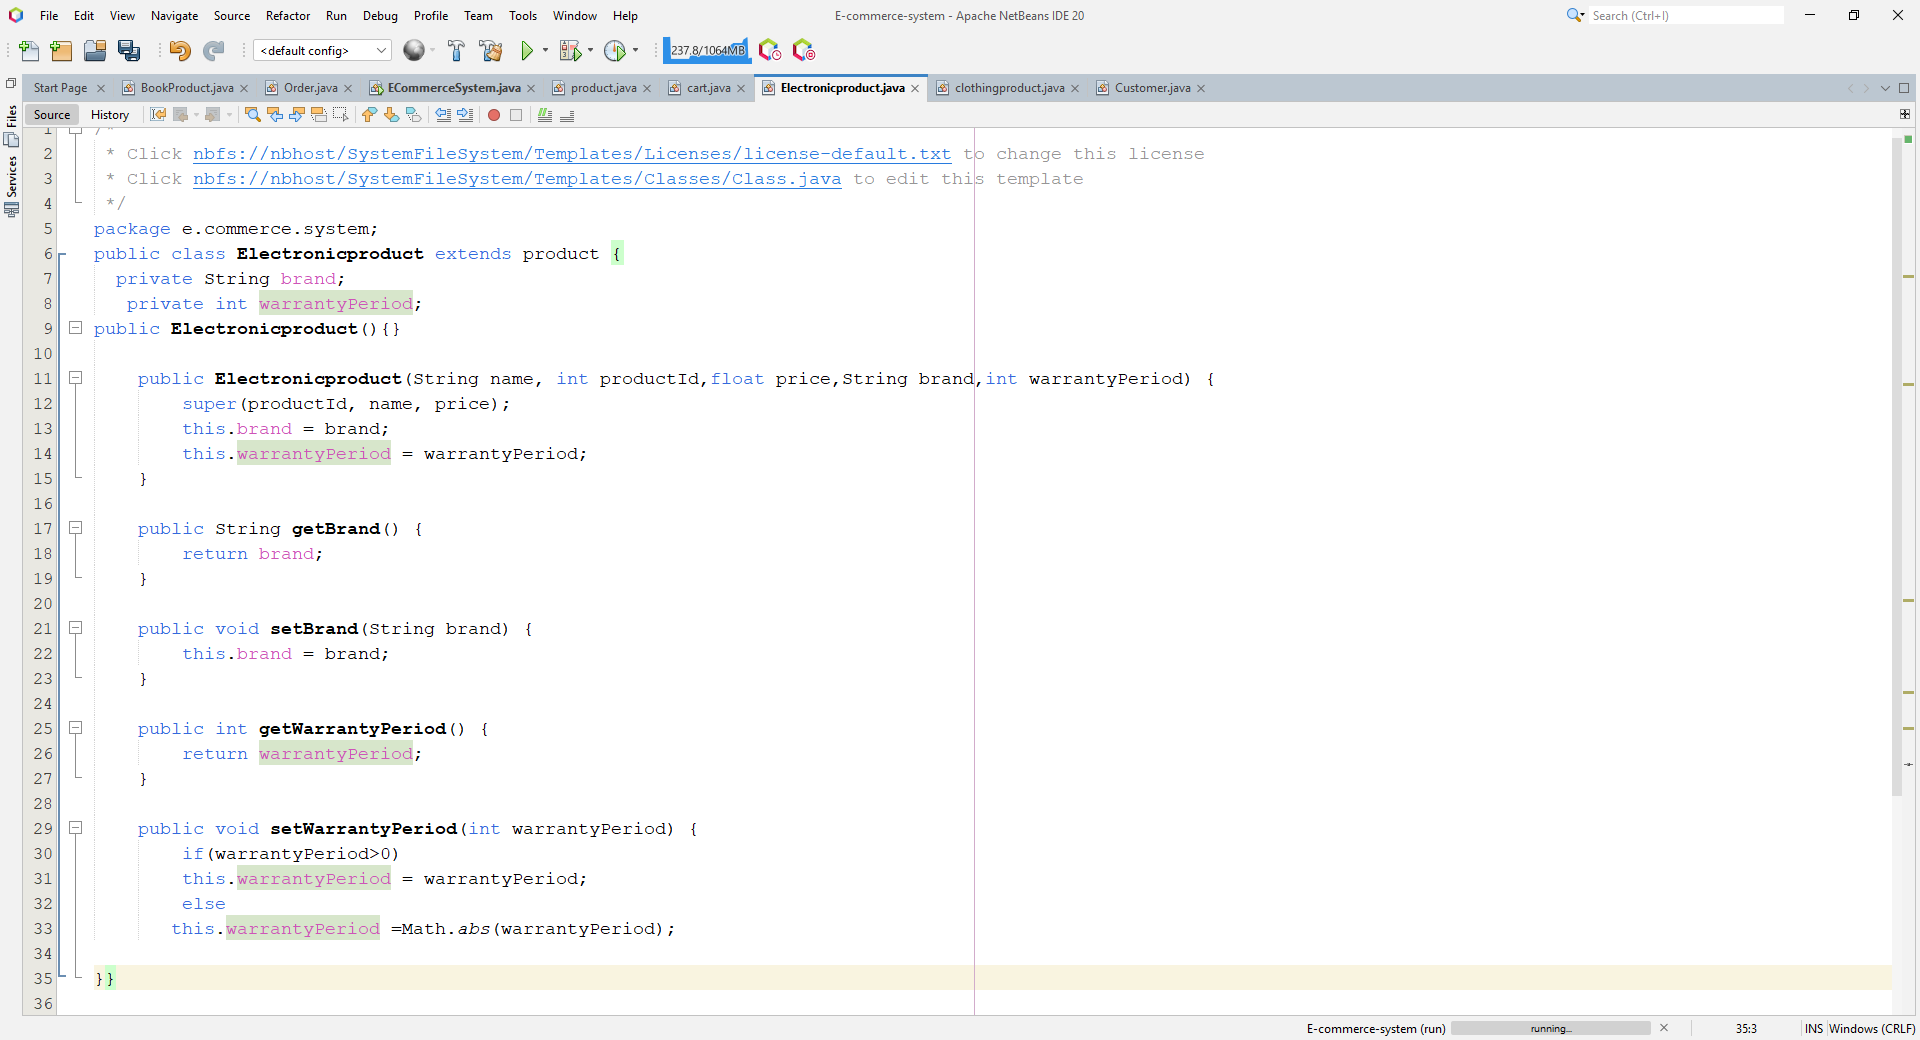 File Edit View Navigate Source Refactor Run Debug Profile Team Tools Window Help E-commerce-system - Apache NetBeans IDE 20 Search (Ctrl+I)
<default config> 237.8/1064MB
Start Page BookProduct.java Order.java ECommerceSystem.java product.java cart.java Electronicproduct.java clothingproduct.java Customer.java
Files
Services
Source History
1 /*
2 * Click nbfs://nbhost/SystemFileSystem/Templates/Licenses/license-default.txt to change this license
3 * Click nbfs://nbhost/SystemFileSystem/Templates/Classes/Class.java to edit this template
4 */
5 package e.commerce.system;
6 public class Electronicproduct extends product {
7 private String brand;
8 private int warrantyPeriod;
9 public Electronicproduct(){}
10
11 public Electronicproduct(String name, int productId,float price,String brand,int warrantyPeriod) {
12 super(productId, name, price);
13 this.brand = brand;
14 this.warrantyPeriod = warrantyPeriod;
15 }
16
17 public String getBrand() {
18 return brand;
19 }
20
21 public void setBrand(String brand) {
22 this.brand = brand;
23 }
24
25 public int getWarrantyPeriod() {
26 return warrantyPeriod;
27 }
28
29 public void setWarrantyPeriod(int warrantyPeriod) {
30 if(warrantyPeriod>0)
31 this.warrantyPeriod = warrantyPeriod;
32 else
33 this.warrantyPeriod =Math.abs(warrantyPeriod);
34
35 }}
36
E-commerce-system (run) running... 35:3 INS Windows (CRLF)